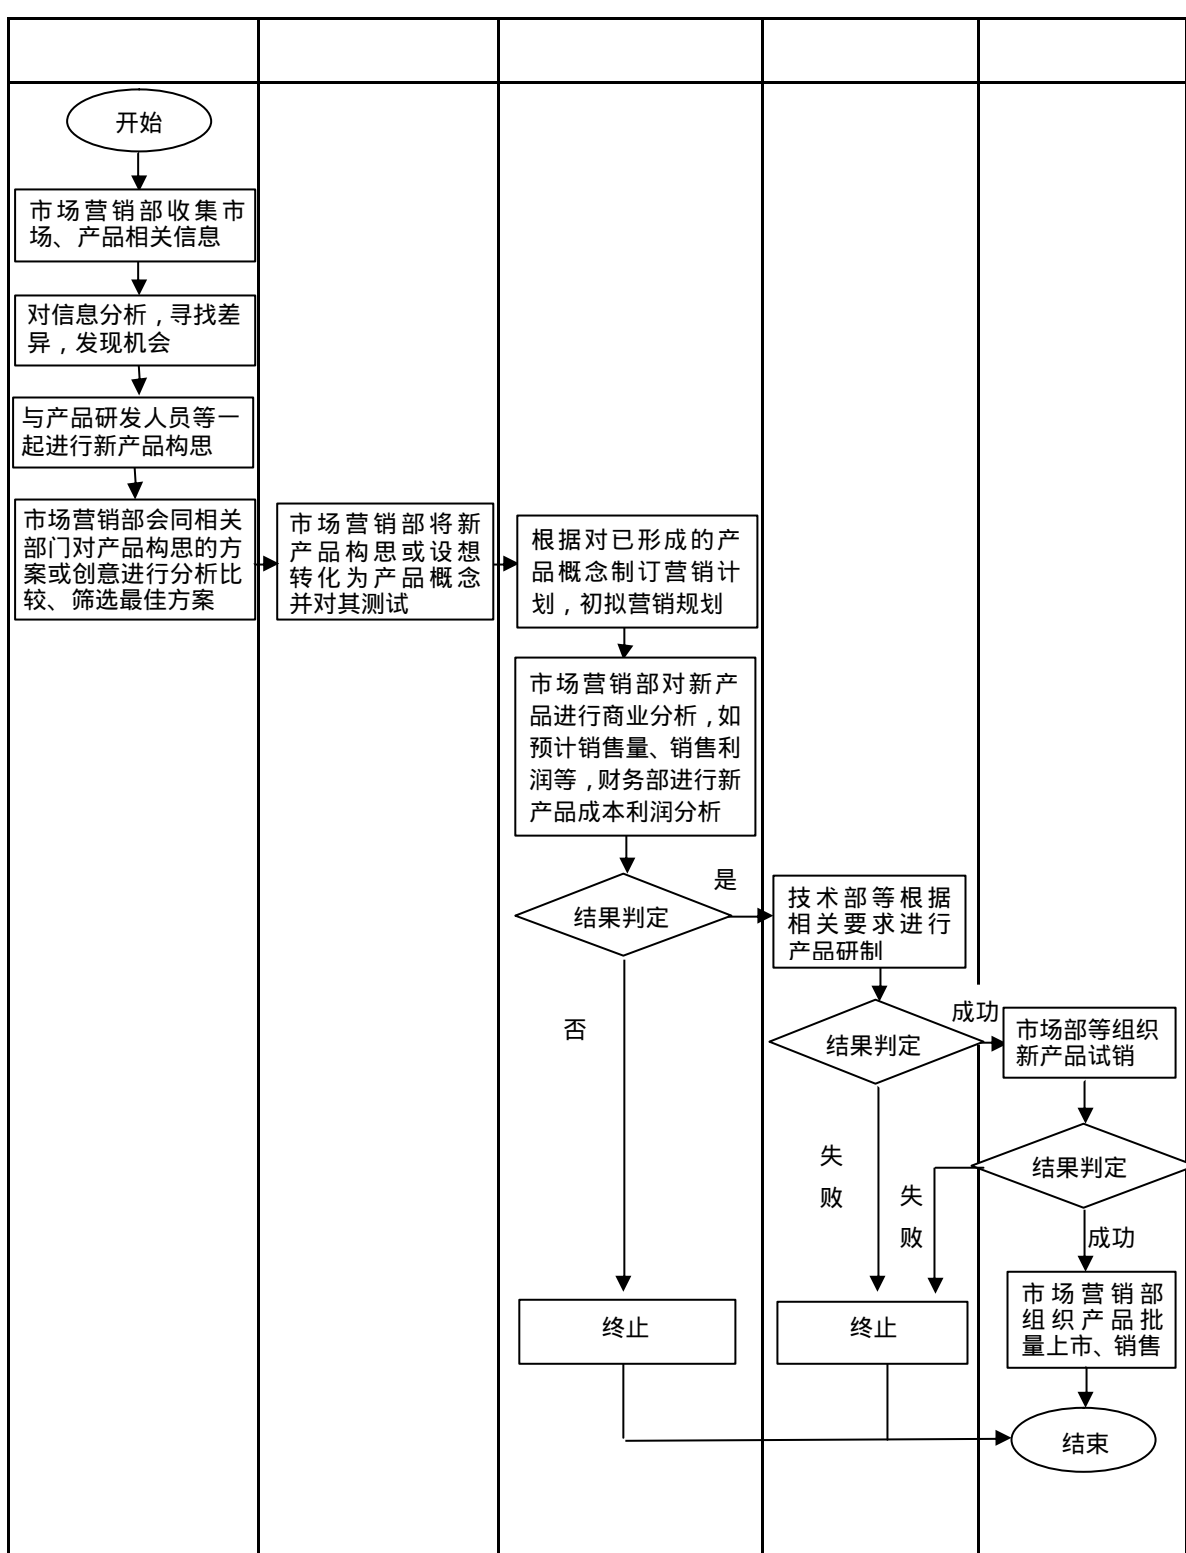 开始
市场营销部收集市
场、产品相关信息
对信息分析，寻找差
异，发现机会
与产品研发人员等一
起进行新产品构思
市场营销部会同相关
部门对产品构思的方
案或创意进行分析比
较、筛选最佳方案
市场营销部将新
产品构思或设想
转化为产品概念
并对其测试
根据对已形成的产
品概念制订营销计
划，初拟营销规划
市场营销部对新产
品进行商业分析，如
预计销售量、销售利
润等，财务部进行新
产品成本利润分析
结果判定
是
否
技术部等根据
相关要求进行
产品研制
结果判定
成功
失
败
市场部等组织
新产品试销
结果判定
失
败
成功
市场营销部
组织产品批
量上市、销售
终止
终止
结束